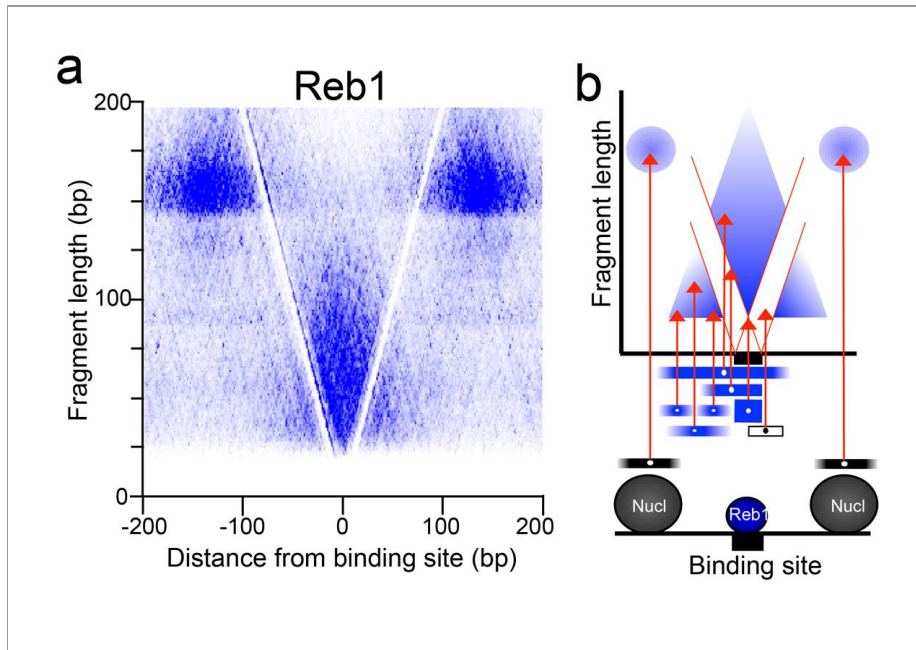 a
Reb1
200
100
0
Fragment length (bp)
-200
-100
0
100
200
Distance from binding site (bp)
b
Fragment length
Nucl
Reb1
Nucl
Binding site